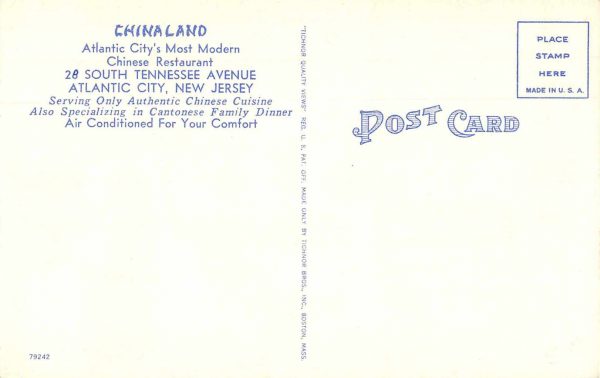 CHINALAND
Atlantic City's Most Modern
Chinese Restaurant
28 SOUTH TENNESSEE AVENUE
ATLANTIC CITY, NEW JERSEY
Serving Only Authentic Chinese Cuisine
Also Specializing in Cantonese Family Dinner
Air Conditioned For Your Comfort
79242
"TICHNOR QUALITY VIEWS" REG. U. S. PAT. OFF. MADE ONLY BY TICHNOR BROS., INC., BOSTON, MASS.
POST CARD
PLACE
STAMP
HERE
MADE IN U. S. A.